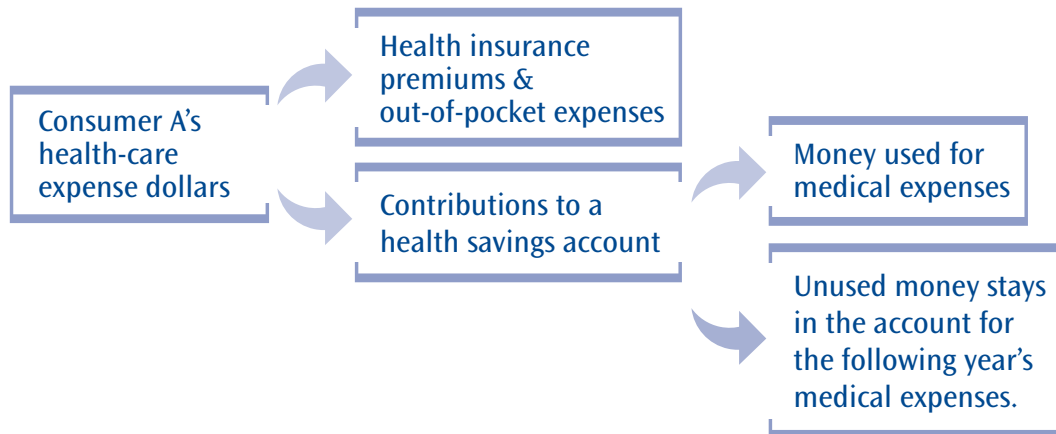 Consumer A’s
health-care
expense dollars
Health insurance
premiums &
out-of-pocket expenses
Contributions to a
health savings account
Money used for
medical expenses
Unused money stays
in the account for
the following year’s
medical expenses.